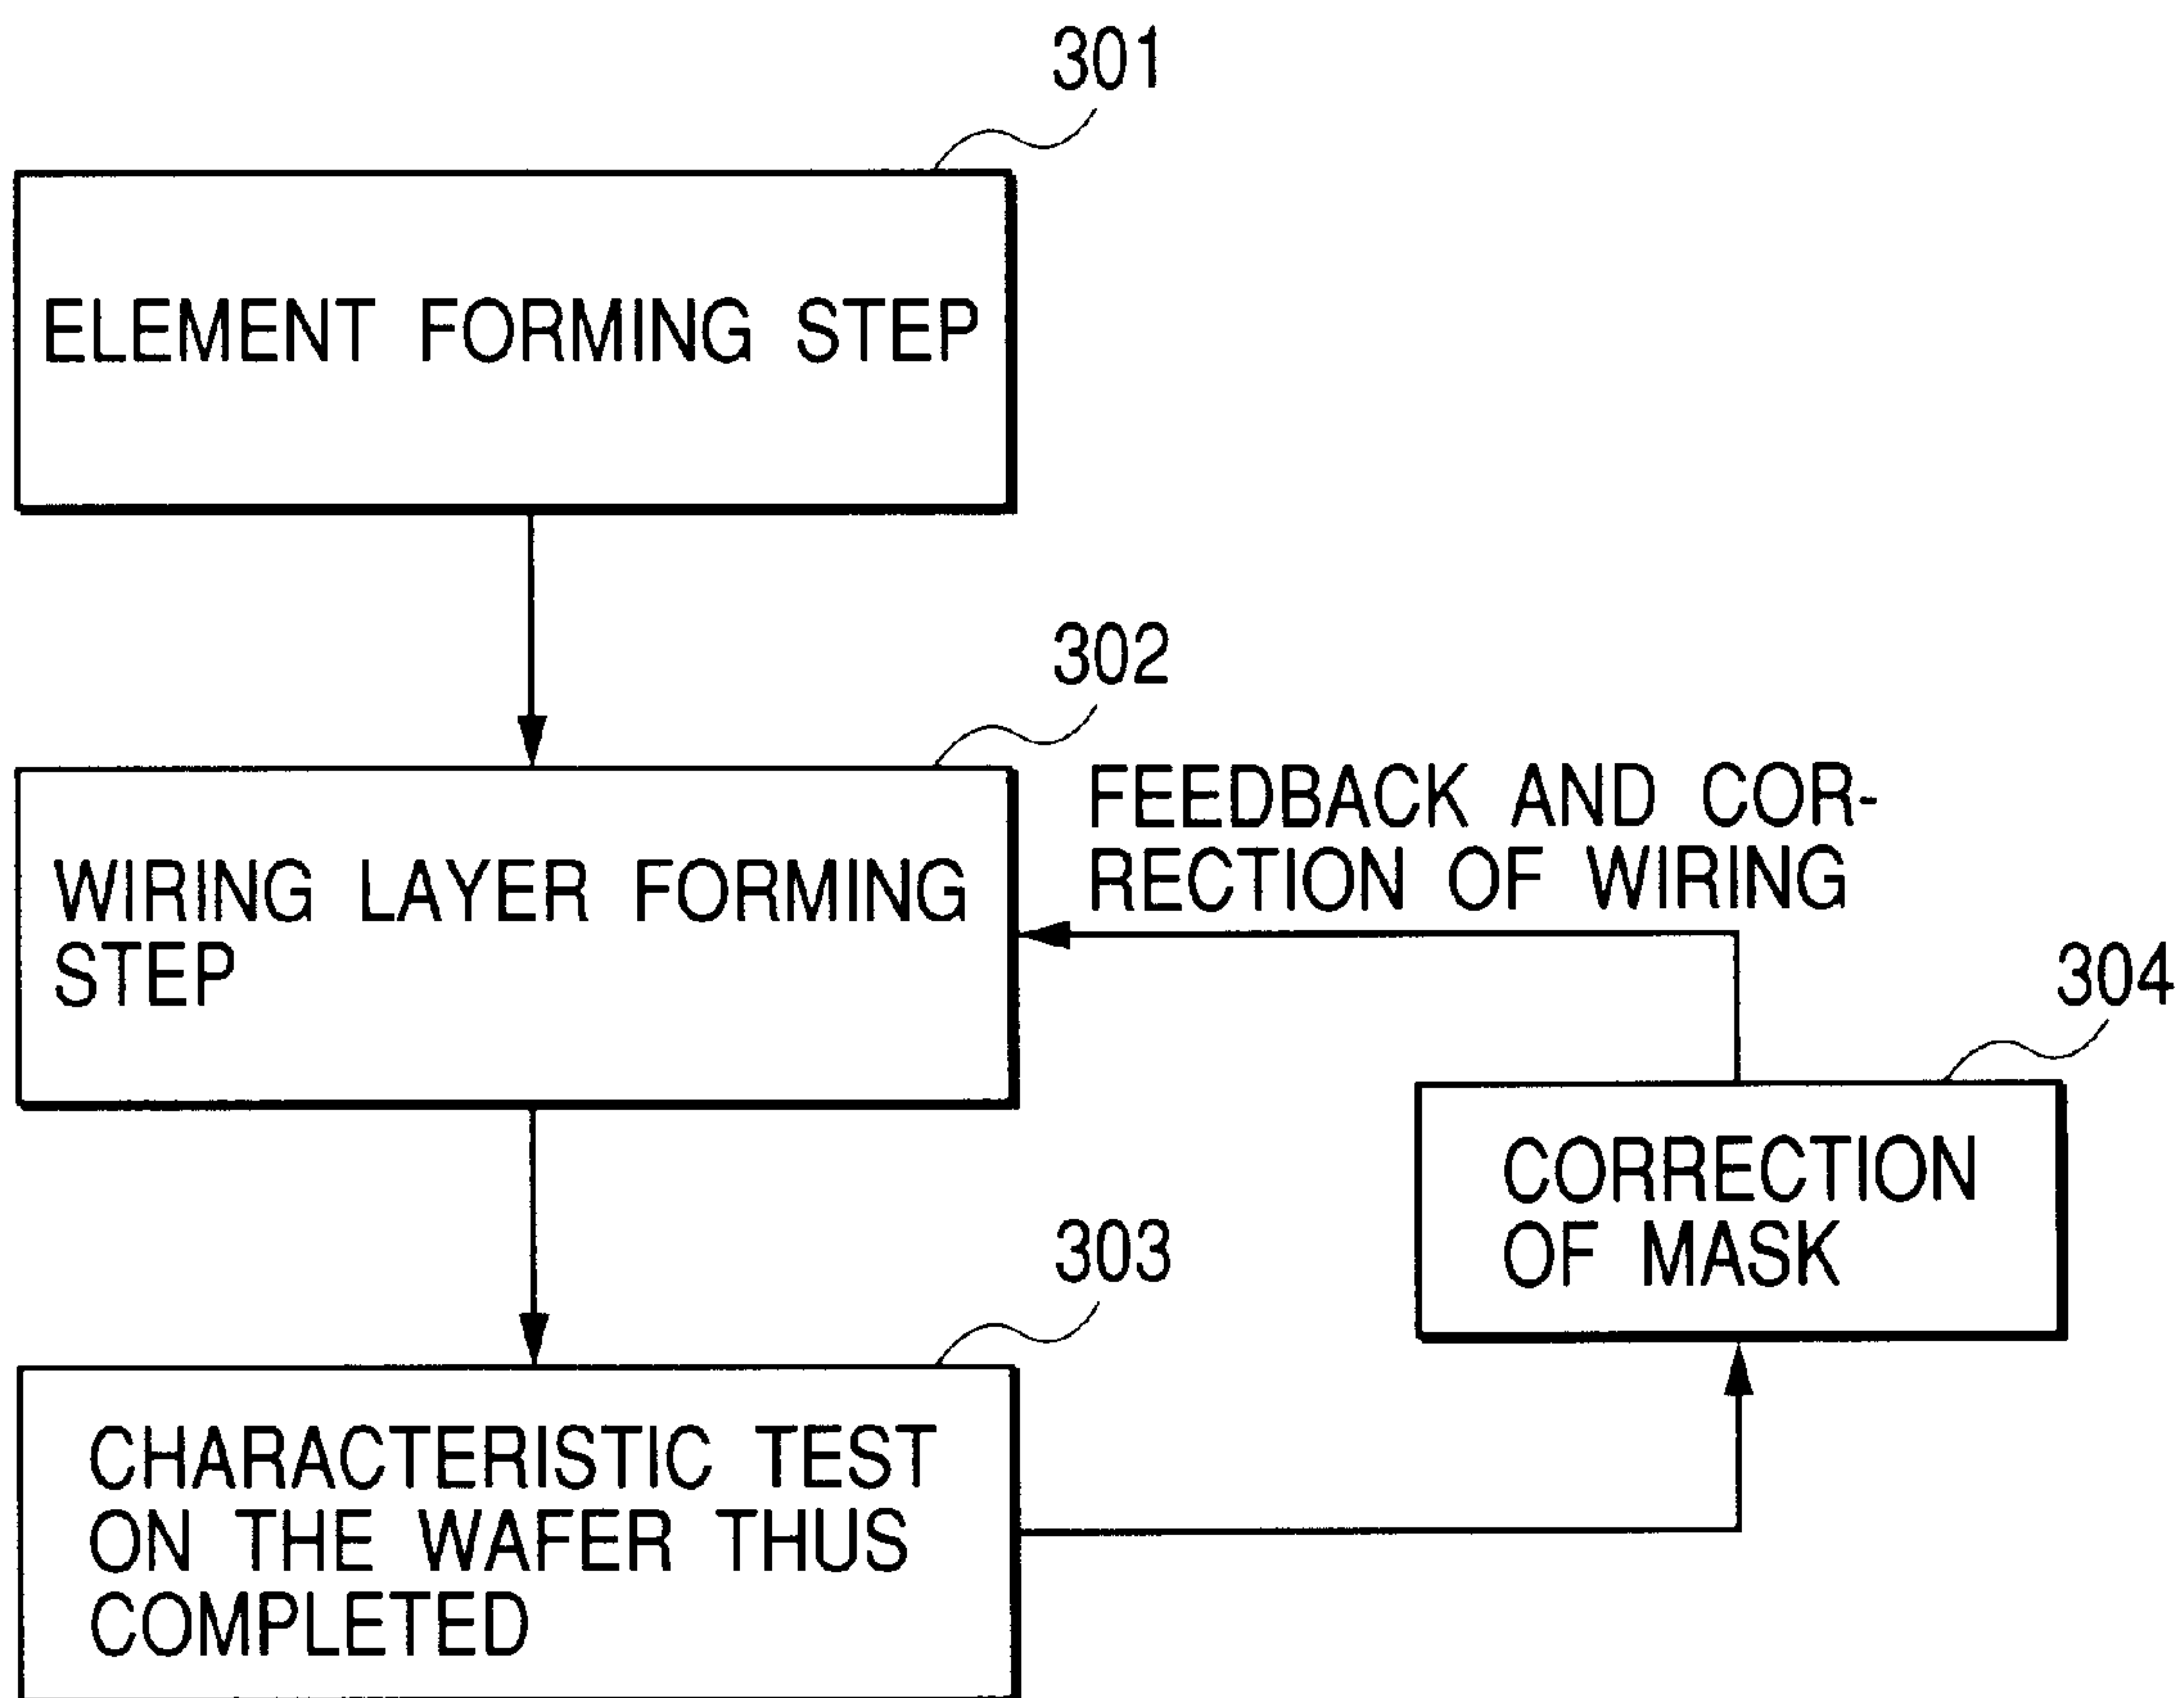 301
ELEMENT FORMING STEP
302
WIRING LAYER FORMING
STEP
FEEDBACK AND COR-
RECTION OF WIRING
304
CORRECTION
OF MASK
303
CHARACTERISTIC TEST
ON THE WAFER THUS
COMPLETED